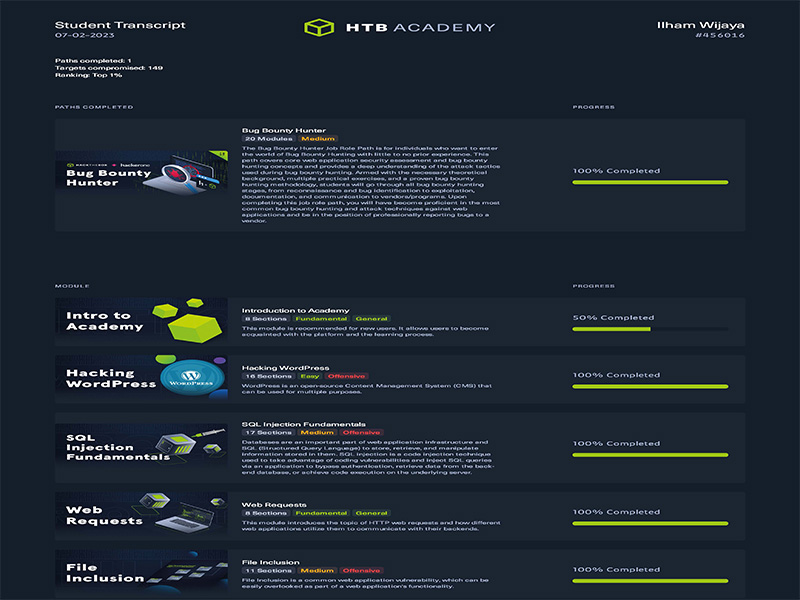 Student Transcript
07-02-2023
HTB ACADEMY
Ilham Wijaya
#456016
Paths completed: 1
Targets compromised: 149
Ranking: Top 1%
PATHS COMPLETED
PROGRESS
HACKTHEBOX hackerone
Bug Bounty
Hunter
Bug Bounty Hunter
20 Modules Medium
The Bug Bounty Hunter Job Role Path is for individuals who want to enter
the world of Bug Bounty Hunting with little to no prior experience. This
path covers core web application security assessment and bug bounty
hunting concepts and provides a deep understanding of the attack tactics
used during bug bounty hunting. Armed with the necessary theoretical
background, multiple practical exercises, and a proven bug bounty
hunting methodology, students will go through all bug bounty hunting
stages, from reconnaissance and bug identification to exploitation,
documentation, and communication to vendors/programs. Upon
completing this job role path, you will have become proficient in the most
common bug bounty hunting and attack techniques against web
applications and be in the position of professionally reporting bugs to a
vendor.
100% Completed
MODULE
PROGRESS
Intro to
Academy
Introduction to Academy
8 Sections Fundamental General
This module is recommended for new users. It allows users to become
acquainted with the platform and the learning process.
50% Completed
Hacking
WordPress
WORDPRESS
Hacking WordPress
16 Sections Easy Offensive
WordPress is an open-source Content Management System (CMS) that
can be used for multiple purposes.
100% Completed
SQL
Injection
Fundamentals
SQL Injection Fundamentals
17 Sections Medium Offensive
Databases are an important part of web application infrastructure and
SQL (Structured Query Language) to store, retrieve, and manipulate
information stored in them. SQL injection is a code injection technique
used to take advantage of coding vulnerabilities and inject SQL queries
via an application to bypass authentication, retrieve data from the back-
end database, or achieve code execution on the underlying server.
100% Completed
Web
Requests
Web Requests
8 Sections Fundamental General
This module introduces the topic of HTTP web requests and how different
web applications utilize them to communicate with their backends.
100% Completed
File
Inclusion
File Inclusion
11 Sections Medium Offensive
File Inclusion is a common web application vulnerability, which can be
easily overlooked as part of a web application's functionality.
100% Completed